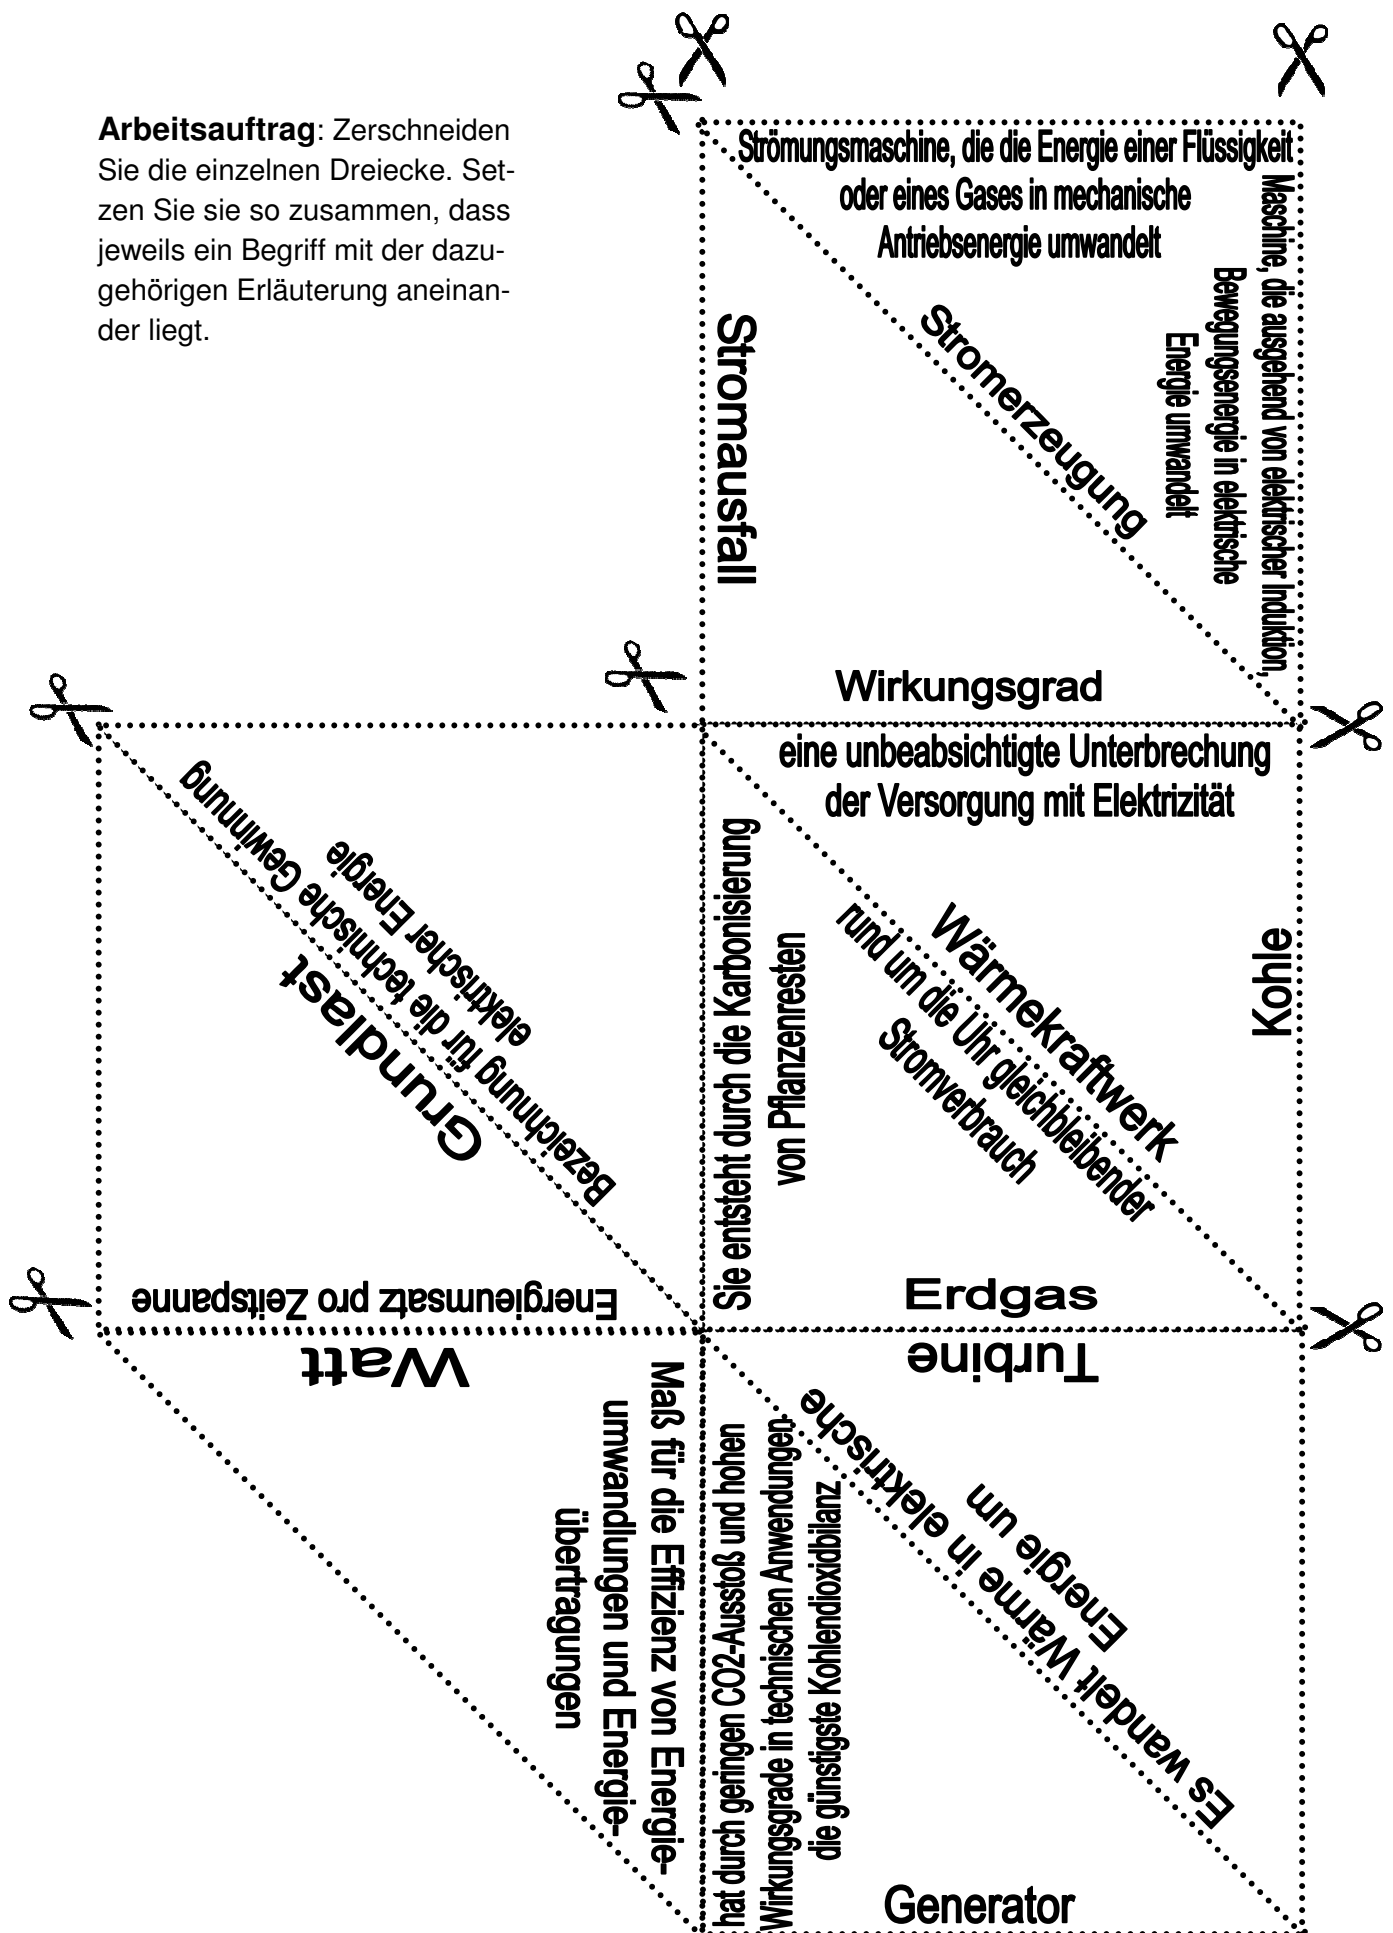 Arbeitsauftrag: Zerschneiden
Sie die einzelnen Dreiecke. Set-
zen Sie sie so zusammen, dass
jeweils ein Begriff mit der dazu-
gehörigen Erläuterung aneinan-
der liegt.
Strömungsmaschine, die die Energie einer Flüssigkeit
oder eines Gases in mechanische
Antriebsenergie umwandelt
Maschine, die ausgehend von elektrischer Induktion,
Bewegungsenergie in elektrische
Energie umwandelt
Stromerzeugung
Stromausfall
Wirkungsgrad
eine unbeabsichtigte Unterbrechung
der Versorgung mit Elektrizität
Bezeichnung für die technische Gewinnung
elektrischer Energie
Grundlast
Sie entsteht durch die Karbonisierung
von Pflanzenresten
Wärmekraftwerk
rund um die Uhr gleichbleibender
Stromverbrauch
Kohle
Energieumsatz pro Zeitspanne
Erdgas
Watt
Turbine
Maß für die Effizienz von Energie-
umwandlungen und Energie-
übertragungen
hat durch geringen CO2-Ausstoß und hohen
Wirkungsgrade in technischen Anwendungen
die günstigste Kohlendioxidbilanz
Es wandelt Wärme in elektrische
Energie um
Generator